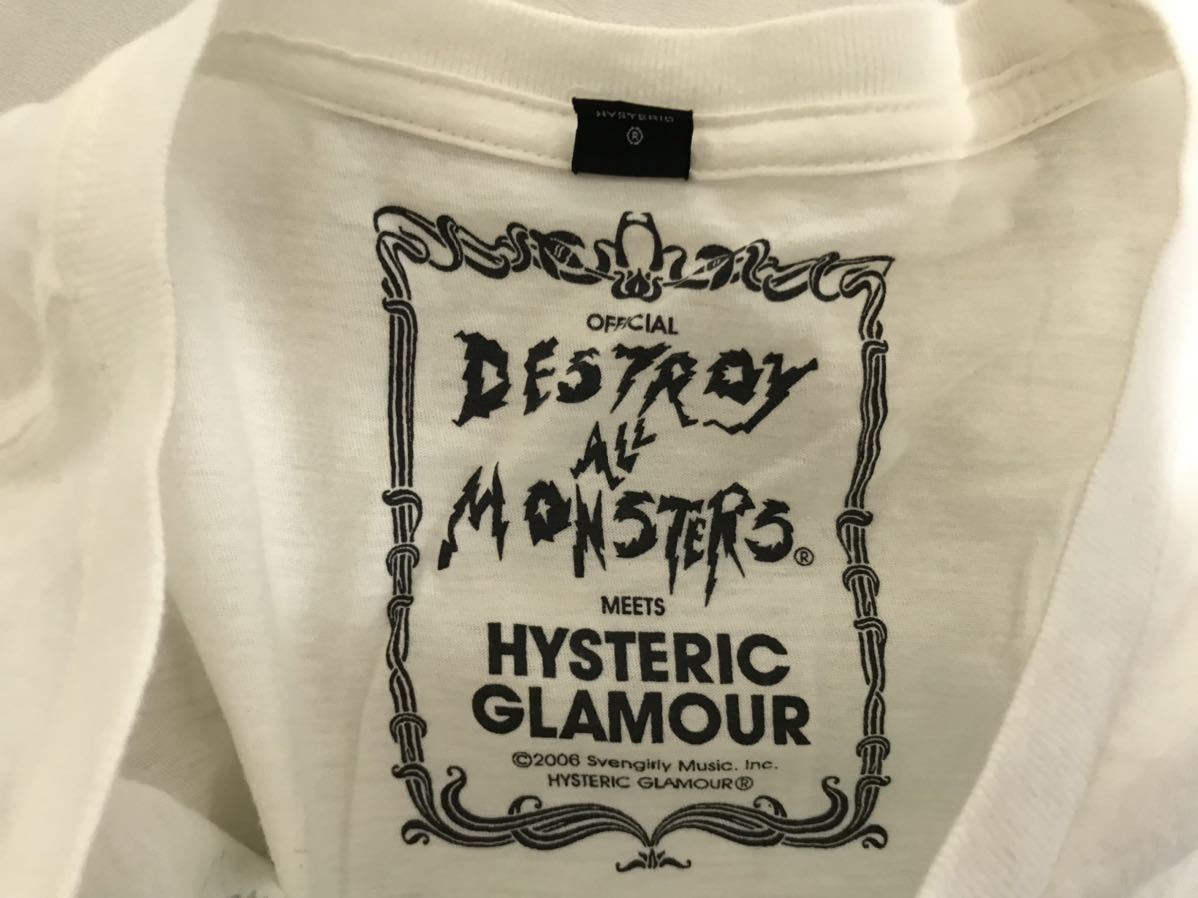 HYSTERIC
®
OFFICIAL
DESTROY
ALL
MONSTERS®
MEETS
HYSTERIC
GLAMOUR
©2006 Svengirly Music. Inc.
HYSTERIC GLAMOUR®